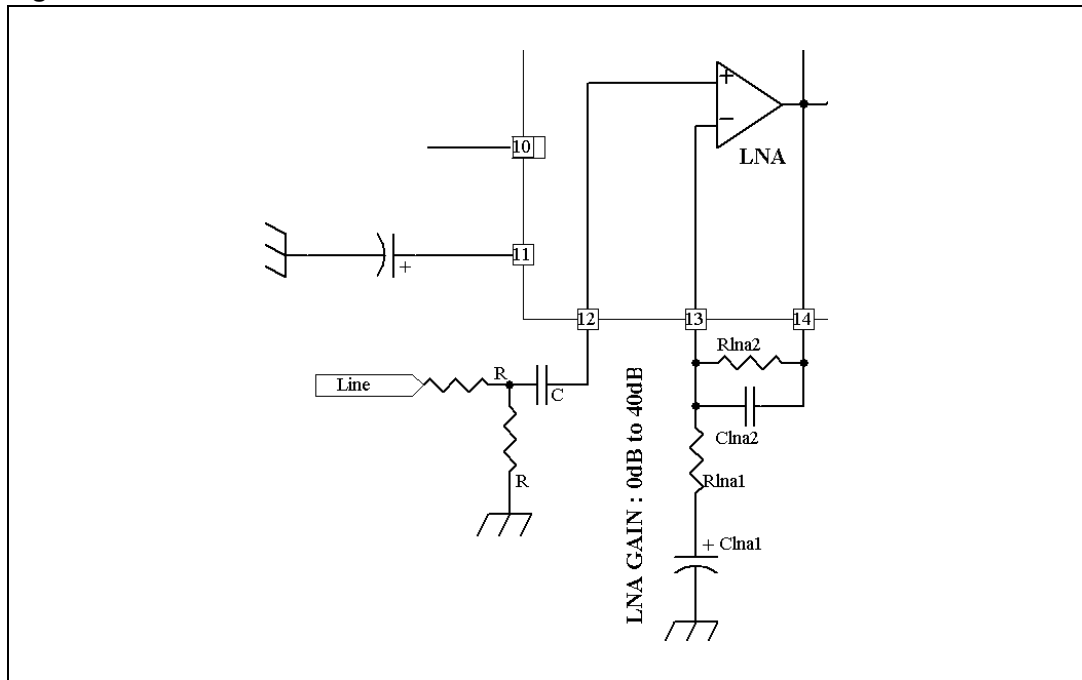 +
−
LNA
10
11
+
12
13
14
Rlna2
Line
R
C
Clna2
R
Rlna1
+ Clna1
LNA GAIN : 0dB to 40dB